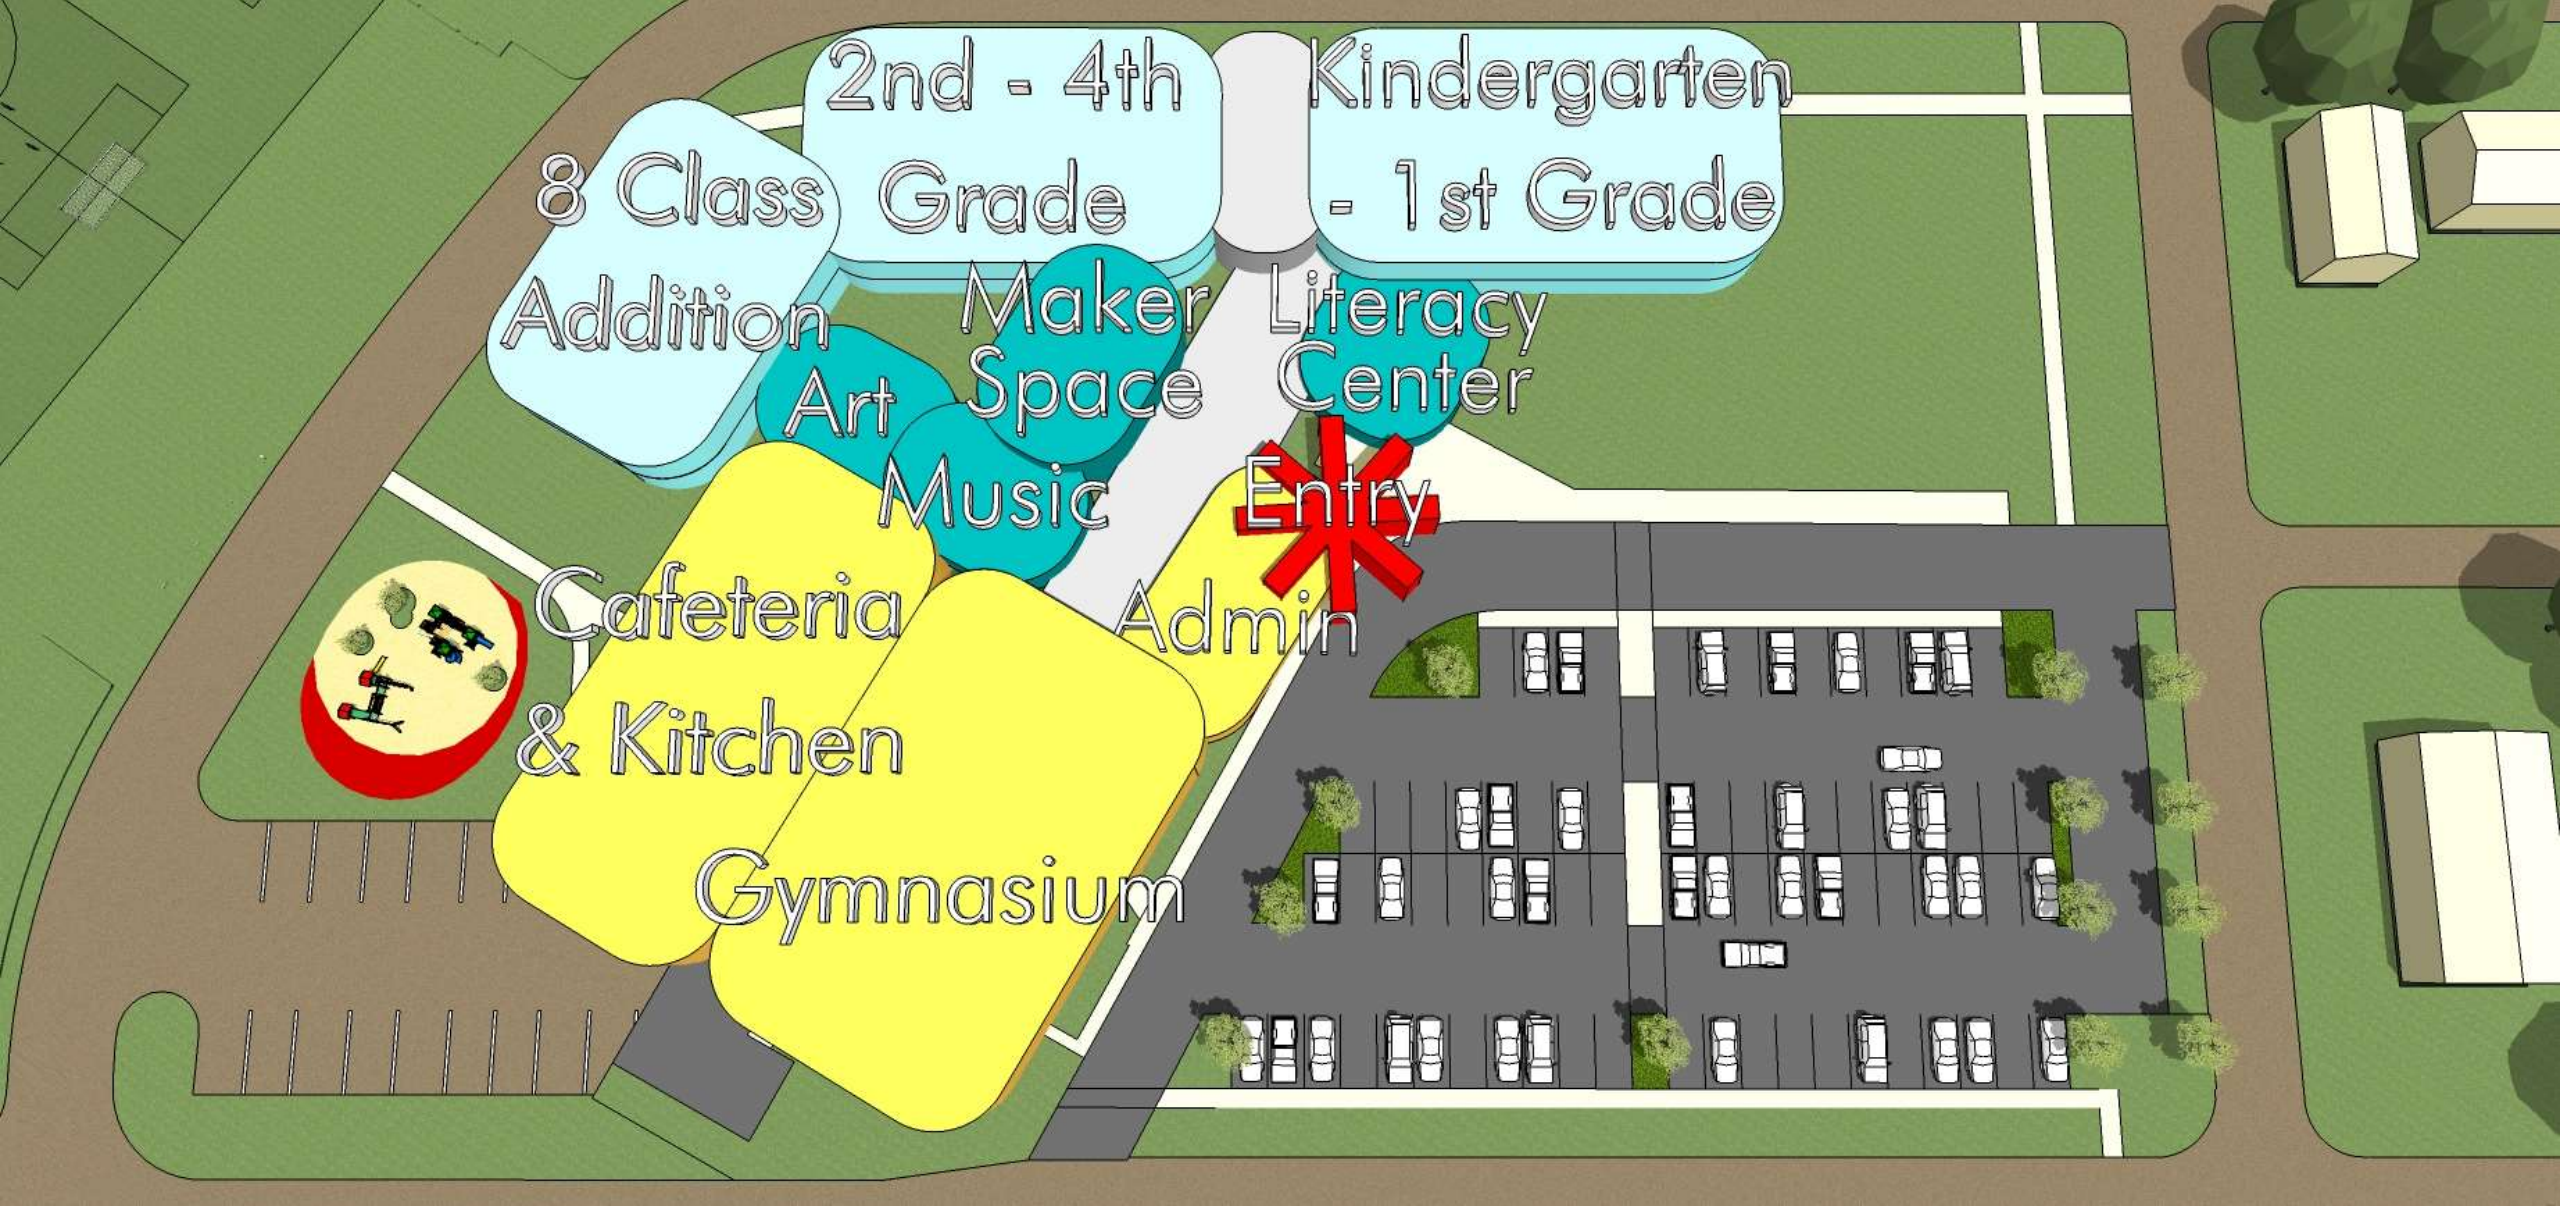 2nd - 4th
Grade
Kindergarten
- 1st Grade
8 Class
Addition
Maker
Space
Literacy
Center
Art
Music
Entry
Admin
Cafeteria
& Kitchen
Gymnasium